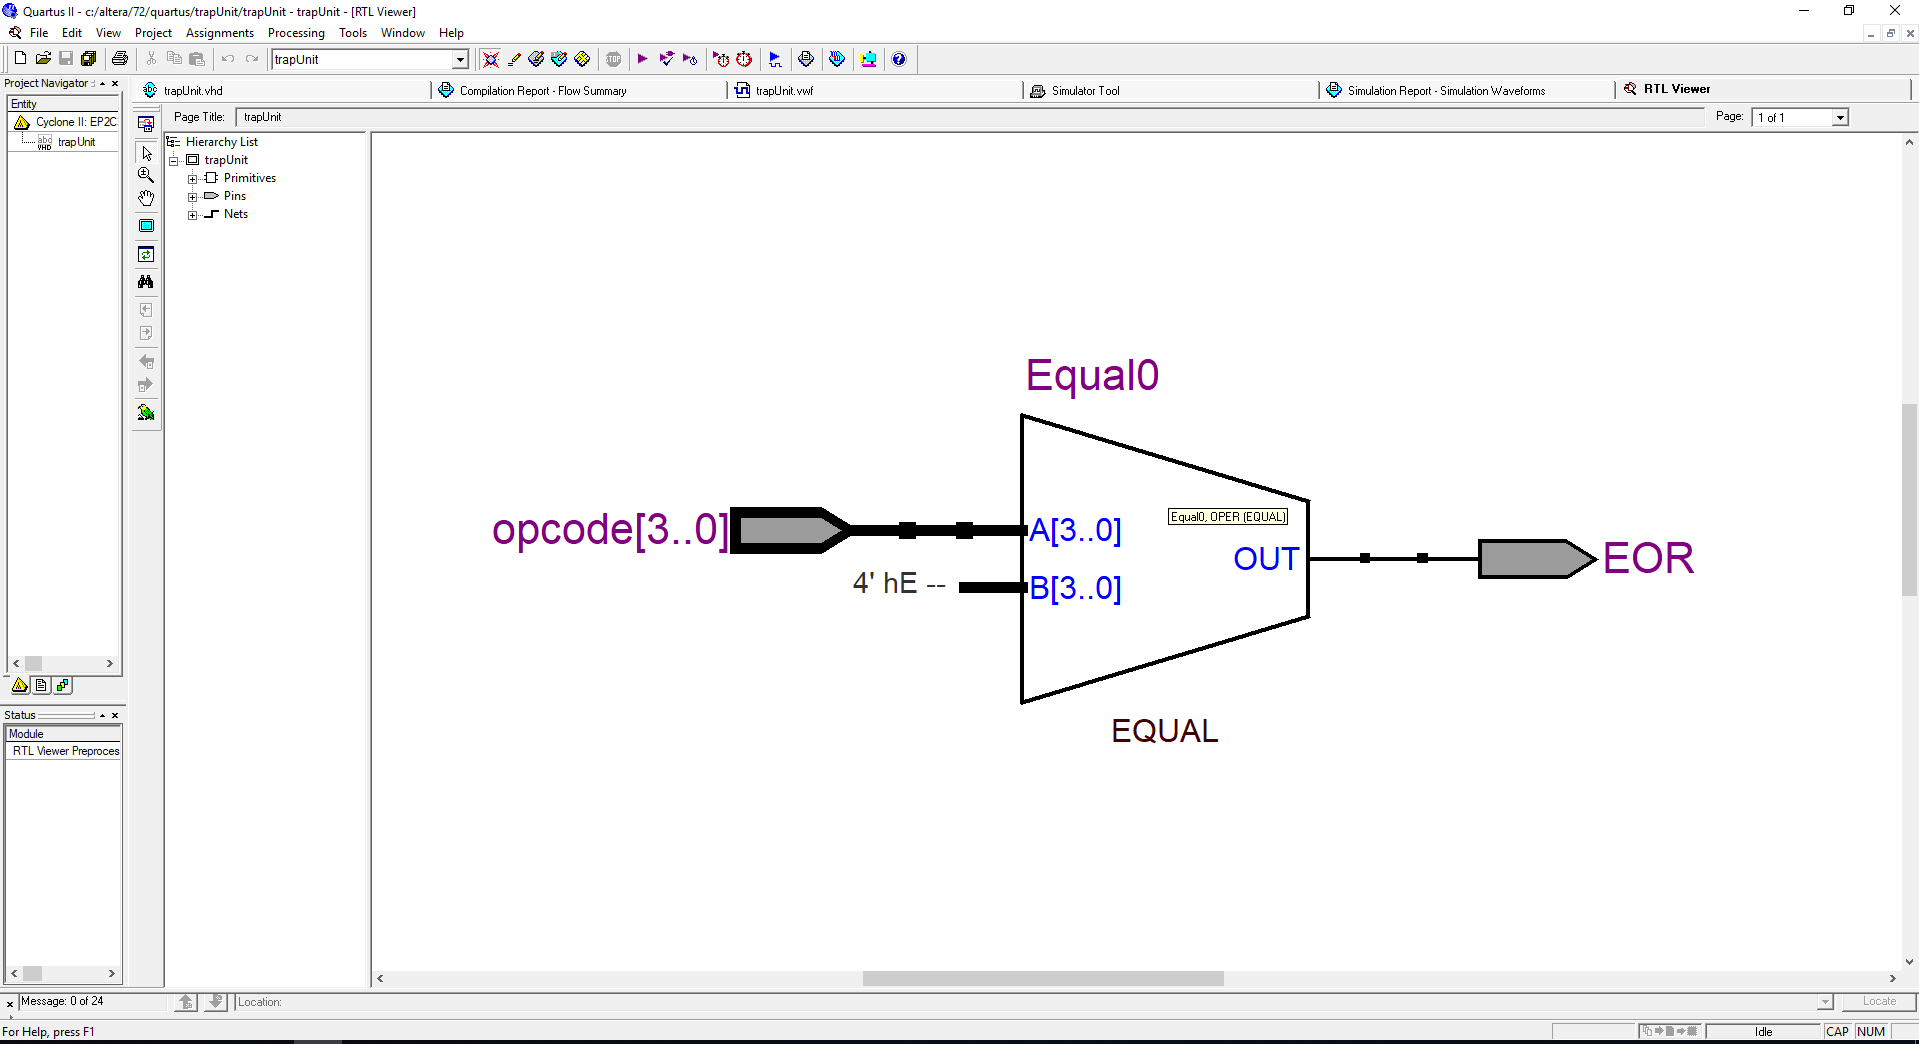 Quartus II - c:/altera/72/quartus/trapUnit/trapUnit - trapUnit - [RTL Viewer]
File Edit View Project Assignments Processing Tools Window Help
trapUnit
STOP
Project Navigator
trapUnit.vhd
Compilation Report - Flow Summary
trapUnit.vwf
Simulator Tool
Simulation Report - Simulation Waveforms
RTL Viewer
Entity
Page Title: trapUnit
Page: 1 of 1
Cyclone II: EP2C
abc
VHD
trapUnit
Hierarchy List
trapUnit
Primitives
Pins
Nets
Equal0
opcode[3..0]
A[3..0]
Equal0, OPER (EQUAL)
OUT
EOR
4' hE --
B[3..0]
EQUAL
Status
Module
RTL Viewer Preproces
Message: 0 of 24
Location:
Locate
For Help, press F1
Idle
CAP
NUM